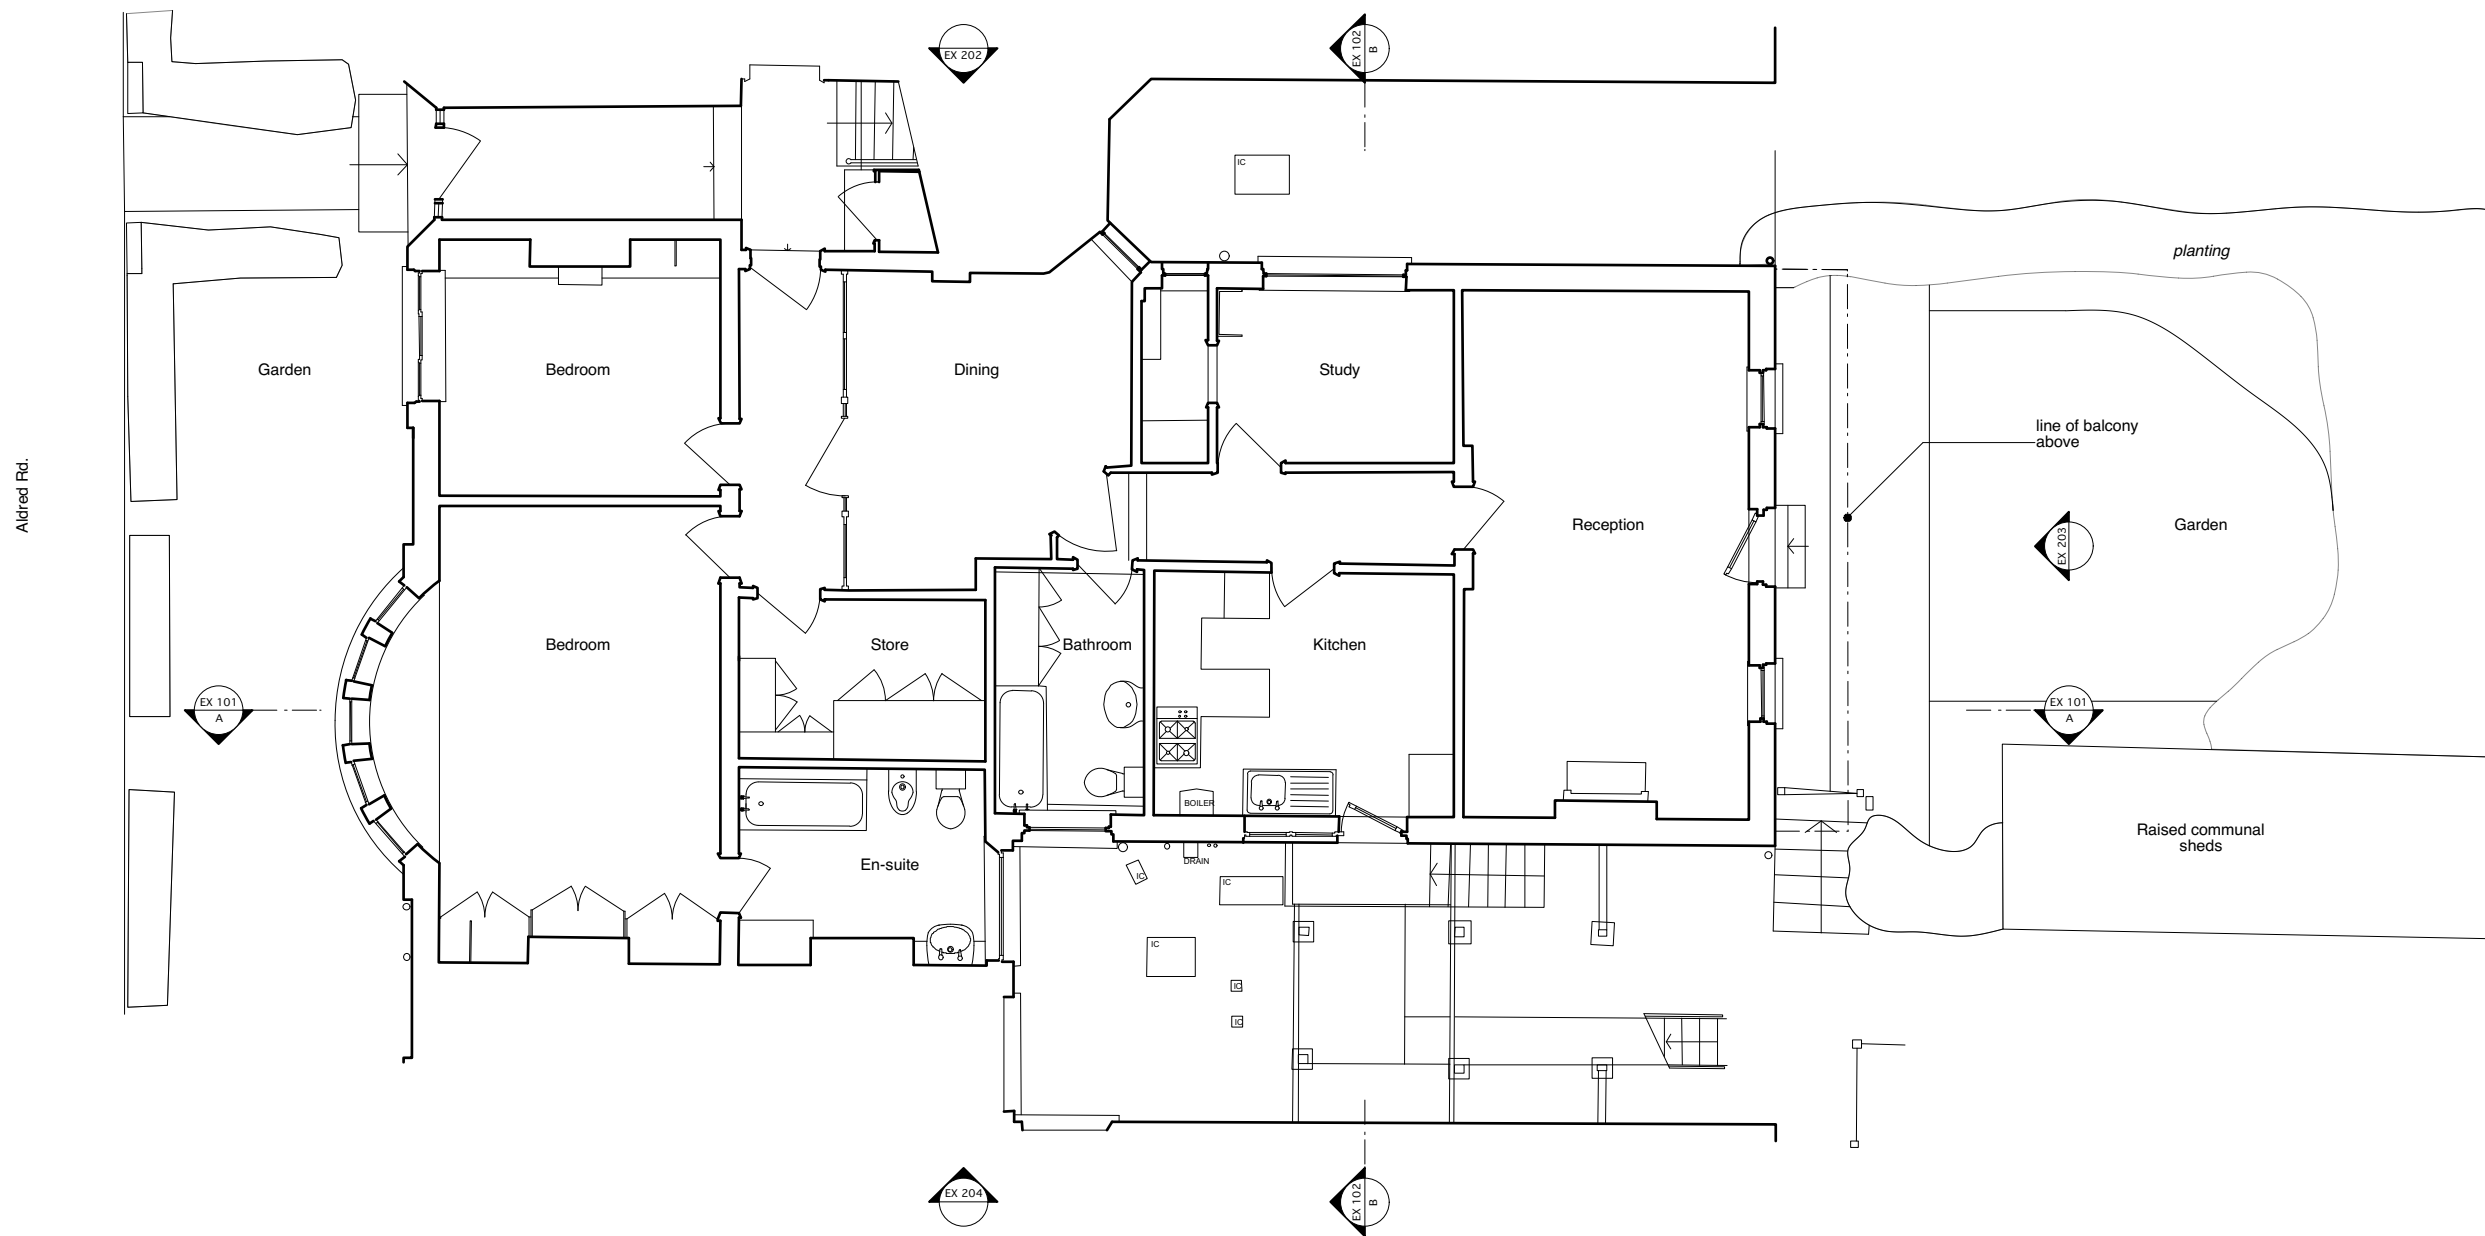 EX 202
EX 102
B
IC
planting
Garden
Bedroom
Dining
Study
line of balcony
above
Aldred Rd.
Reception
Garden
EX 203
Bedroom
Store
Bathroom
Kitchen
EX 101
A
EX 101
A
BOILER
Raised communal
sheds
En-suite
DRAIN
IC
IC
IC
IC
IC
EX 204
EX 102
B